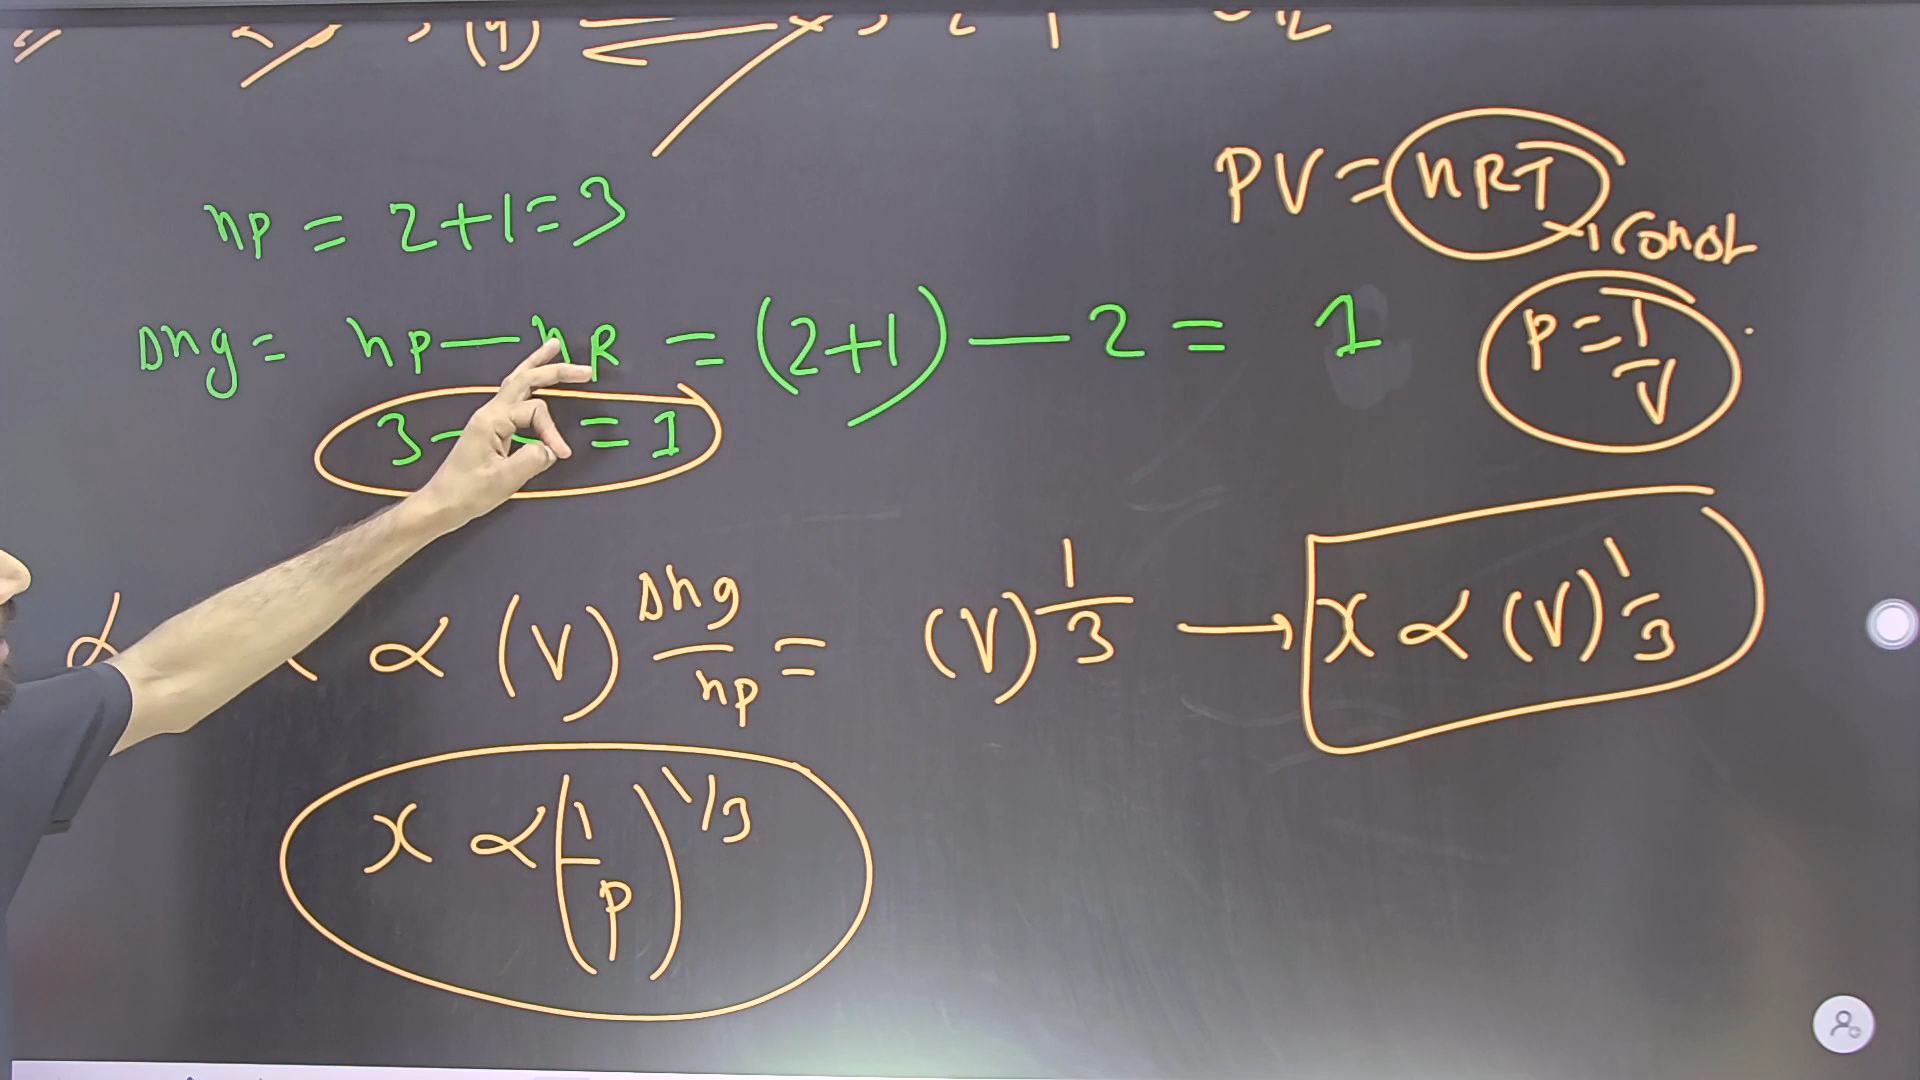 PV = nRT
const
np = 2+1=3
Δng = np — nR = (2+1) — 2 = 1
P = 1/V
3 — = 1
α ∝ (V)^Δng/np = (V)^1/3 → x ∝ (V)^1/3
x ∝ (1/P)^1/3